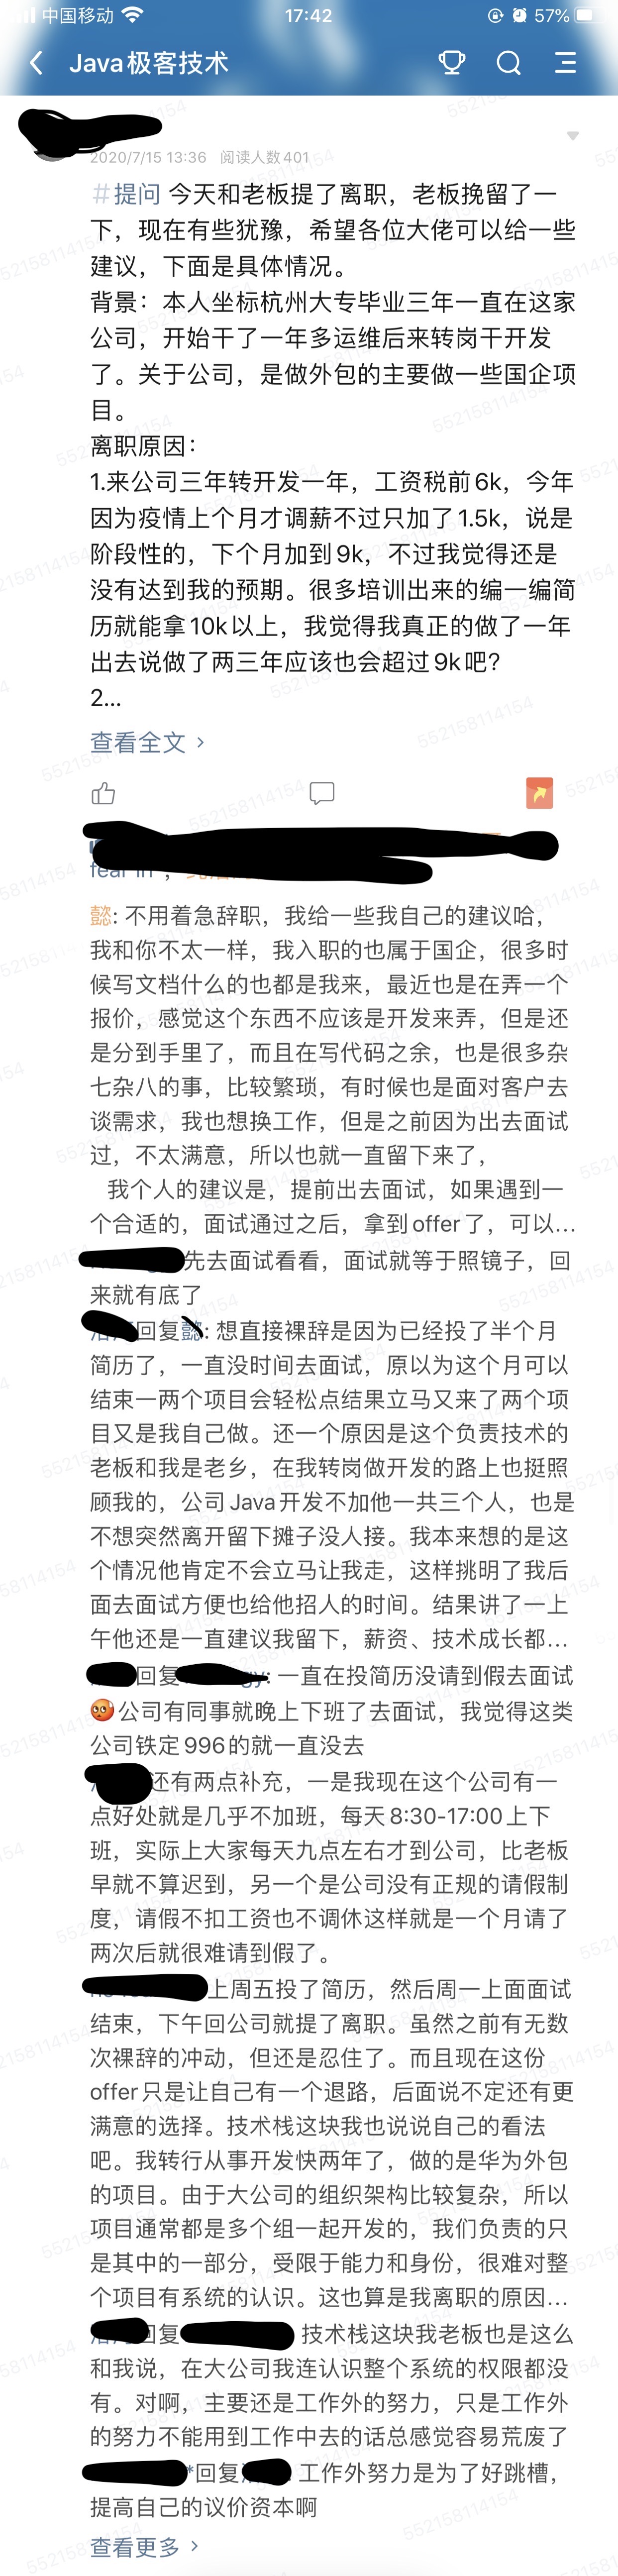 中国移动
17:42
57%
Java极客技术
2020/7/15 13:36 阅读人数401
#提问 今天和老板提了离职，老板挽留了一
下，现在有些犹豫，希望各位大佬可以给一些
建议，下面是具体情况。
背景：本人坐标杭州大专毕业三年一直在这家
公司，开始干了一年多运维后来转岗干开发
了。关于公司，是做外包的主要做一些国企项
目。
离职原因：
1.来公司三年转开发一年，工资税前6k，今年
因为疫情上个月才调薪不过只加了1.5k，说是
阶段性的，下个月加到9k，不过我觉得还是
没有达到我的预期。很多培训出来的编一编简
历就能拿10k以上，我觉得我真正的做了一年
出去说做了两三年应该也会超过9k吧？
2...
查看全文 >
懿: 不用着急辞职，我给一些我自己的建议哈，
我和你不太一样，我入职的也属于国企，很多时
候写文档什么的也都是我来，最近也是在弄一个
报价，感觉这个东西不应该是开发来弄，但是还
是分到手里了，而且在写代码之余，也是很多杂
七杂八的事，比较繁琐，有时候也是面对客户去
谈需求，我也想换工作，但是之前因为出去面试
过，不太满意，所以也就一直留下来了，
我个人的建议是，提前出去面试，如果遇到一
个合适的，面试通过之后，拿到offer了，可以...
先去面试看看，面试就等于照镜子，回
来就有底了
回复懿: 想直接裸辞是因为已经投了半个月
简历了，一直没时间去面试，原以为这个月可以
结束一两个项目会轻松点结果立马又来了两个项
目又是我自己做。还一个原因是这个负责技术的
老板和我是老乡，在我转岗做开发的路上也挺照
顾我的，公司Java开发不加他一共三个人，也是
不想突然离开留下摊子没人接。我本来想的是这
个情况他肯定不会立马让我走，这样挑明了我后
面去面试方便也给他招人的时间。结果讲了一上
午他还是一直建议我留下，薪资、技术成长都...
回复 gy: 一直在投简历没请到假去面试
🥺公司有同事就晚上下班了去面试，我觉得这类
公司铁定996的就一直没去
还有两点补充，一是我现在这个公司有一
点好处就是几乎不加班，每天8:30-17:00上下
班，实际上大家每天九点左右才到公司，比老板
早就不算迟到，另一个是公司没有正规的请假制
度，请假不扣工资也不调休这样就是一个月请了
两次后就很难请到假了。
上周五投了简历，然后周一上面面试
结束，下午回公司就提了离职。虽然之前有无数
次裸辞的冲动，但还是忍住了。而且现在这份
offer只是让自己有一个退路，后面说不定还有更
满意的选择。技术栈这块我也说说自己的看法
吧。我转行从事开发快两年了，做的是华为外包
的项目。由于大公司的组织架构比较复杂，所以
项目通常都是多个组一起开发的，我们负责的只
是其中的一部分，受限于能力和身份，很难对整
个项目有系统的认识。这也算是我离职的原因...
回复 技术栈这块我老板也是这么
和我说，在大公司我连认识整个系统的权限都没
有。对啊，主要还是工作外的努力，只是工作外
的努力不能用到工作中去的话总感觉容易荒废了
*回复 : 工作外努力是为了好跳槽，
提高自己的议价资本啊
查看更多 >
552158114154